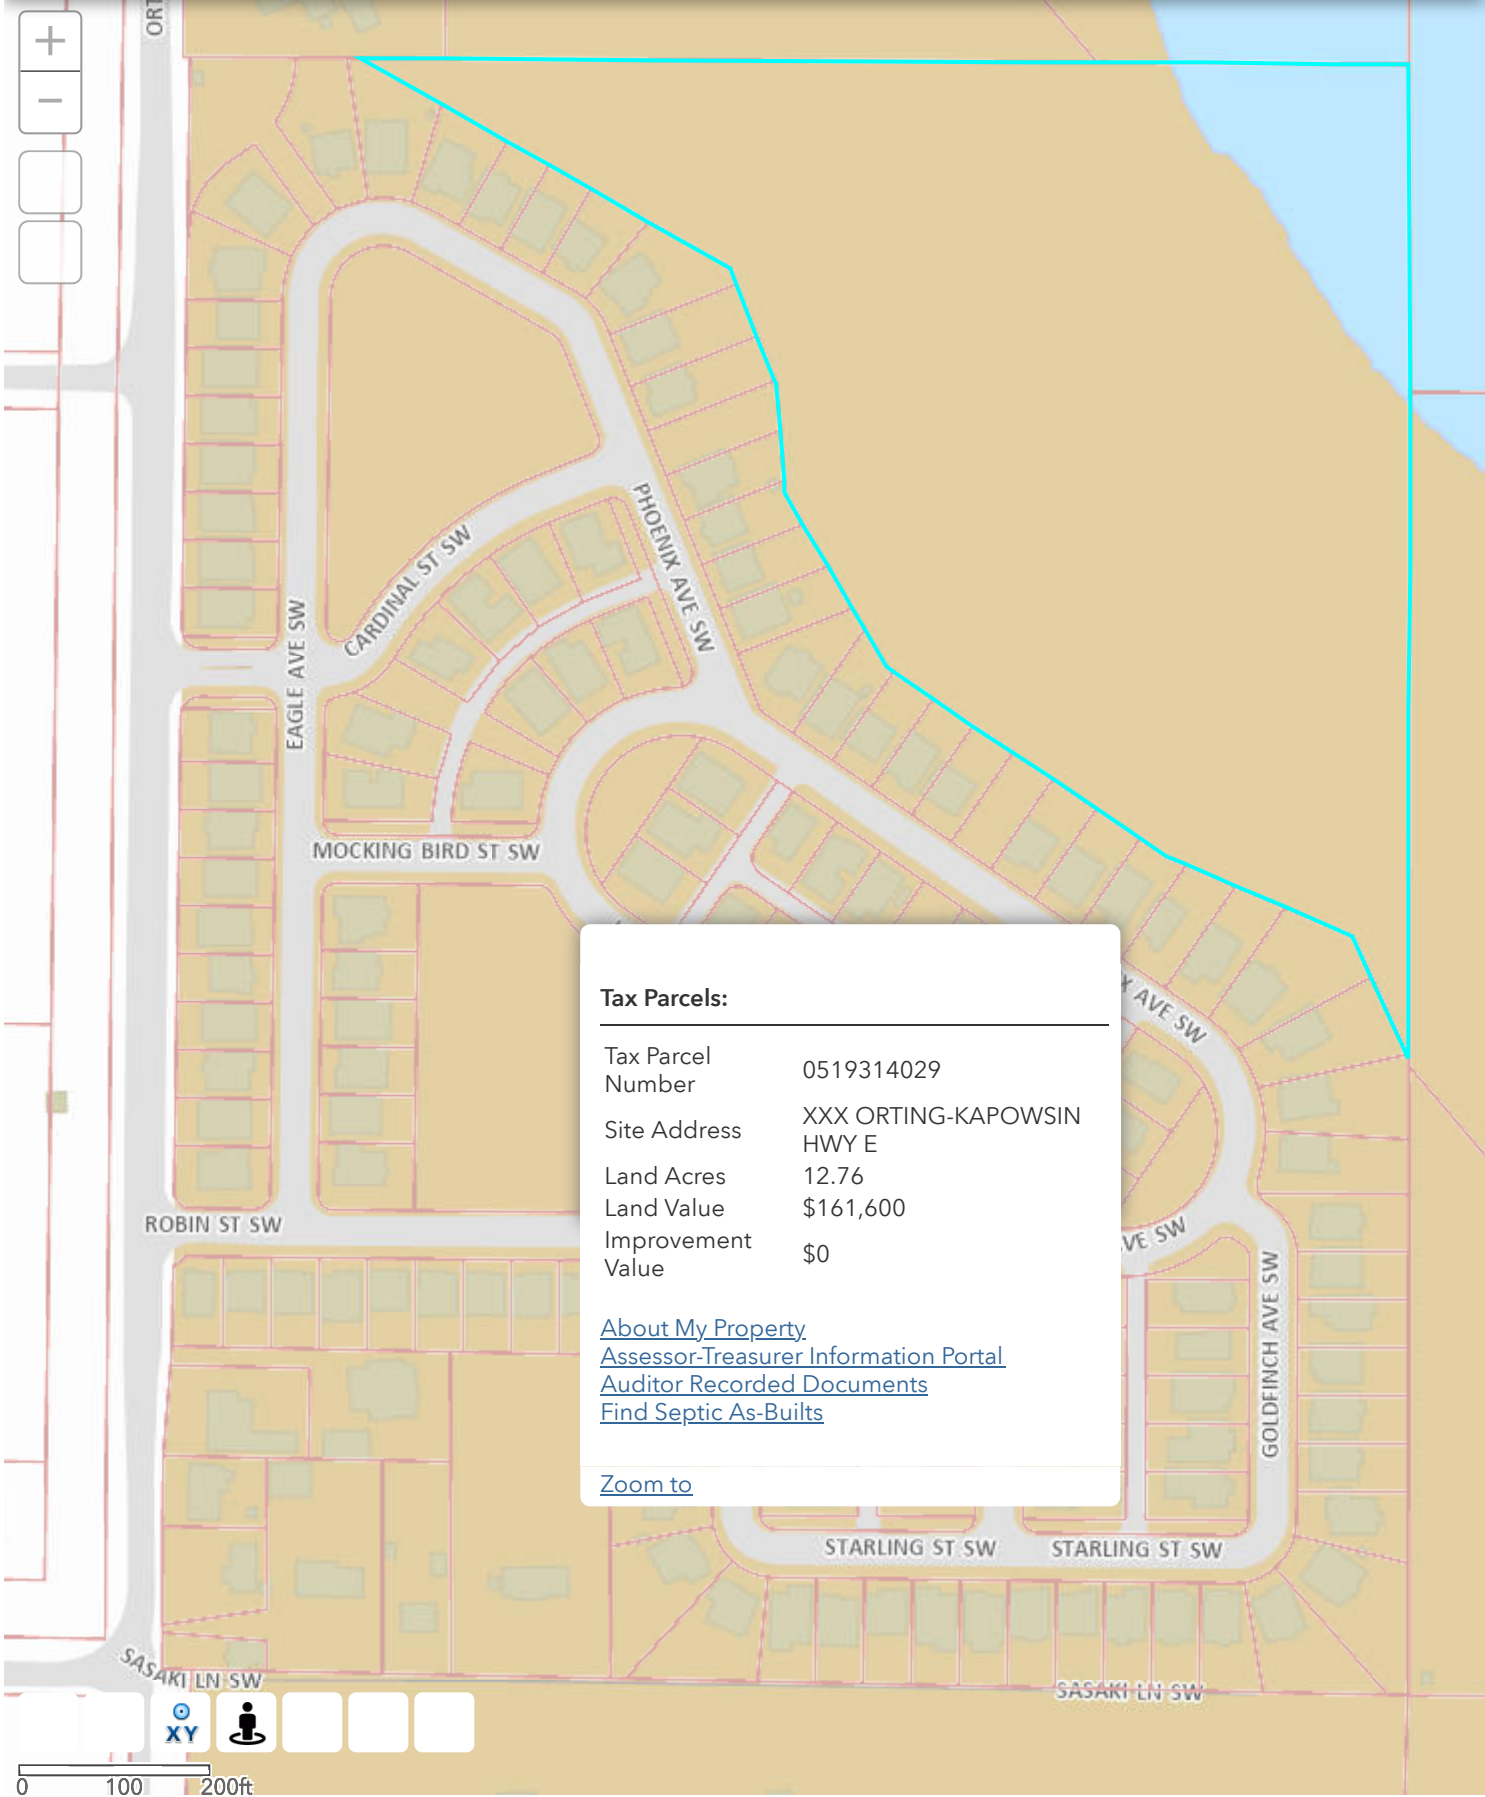 ORT
+
−
PHOENIX AVE SW
CARDINAL ST SW
EAGLE AVE SW
MOCKING BIRD ST SW
Tax Parcels:
Tax Parcel
Number
0519314029
Site Address
XXX ORTING-KAPOWSIN
HWY E
Land Acres
12.76
Land Value
$161,600
Improvement
Value
$0
About My Property
Assessor-Treasurer Information Portal
Auditor Recorded Documents
Find Septic As-Builts
Zoom to
X AVE SW
ROBIN ST SW
VE SW
GOLDFINCH AVE SW
STARLING ST SW
STARLING ST SW
SASAKI LN SW
SASAKI LN SW
XY
0 100 200ft